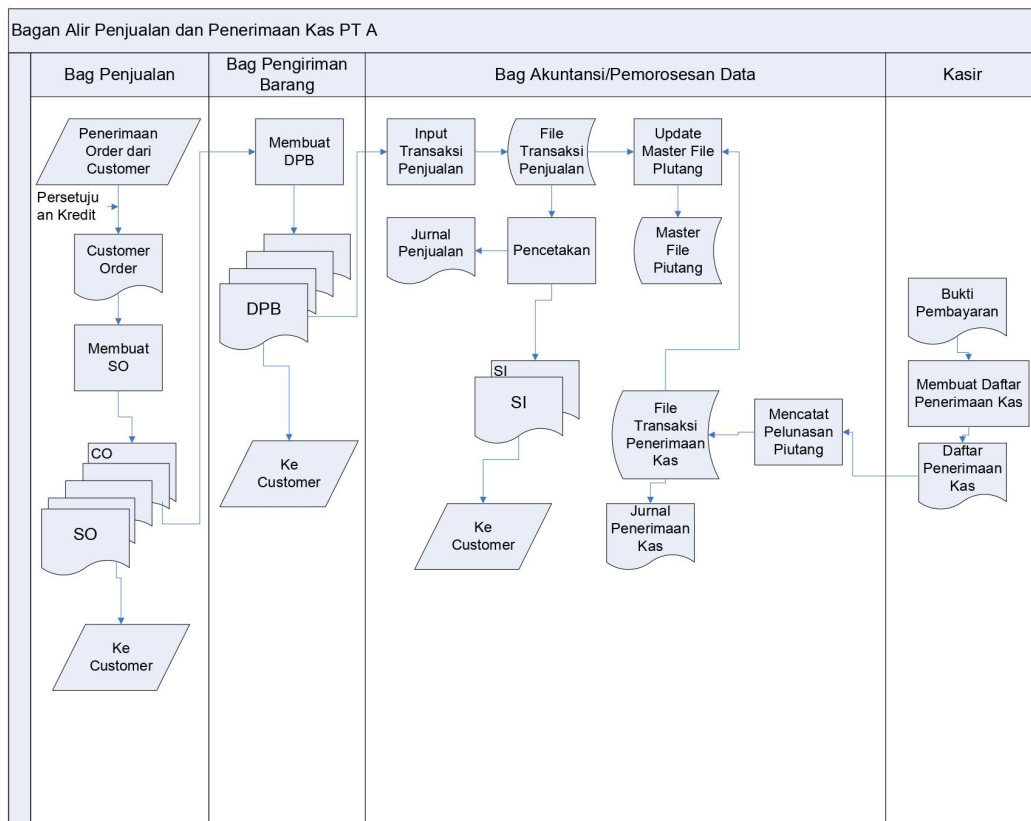 Bagan Alir Penjualan dan Penerimaan Kas PT A
Bag Penjualan
Bag Pengiriman
Barang
Bag Akuntansi/Pemorosesan Data
Kasir
Penerimaan
Order dari
Customer
Persetuju
an Kredit
Customer
Order
Membuat
SO
CO
SO
Ke
Customer
Membuat
DPB
DPB
Ke
Customer
Input
Transaksi
Penjualan
File
Transaksi
Penjualan
Update
Master File
PIutang
Jurnal
Penjualan
Pencetakan
Master
File
Piutang
SI
SI
Ke
Customer
File
Transaksi
Penerimaan
Kas
Jurnal
Penerimaan
Kas
Mencatat
Pelunasan
Piutang
Bukti
Pembayaran
Membuat Daftar
Penerimaan Kas
Daftar
Penerimaan
Kas